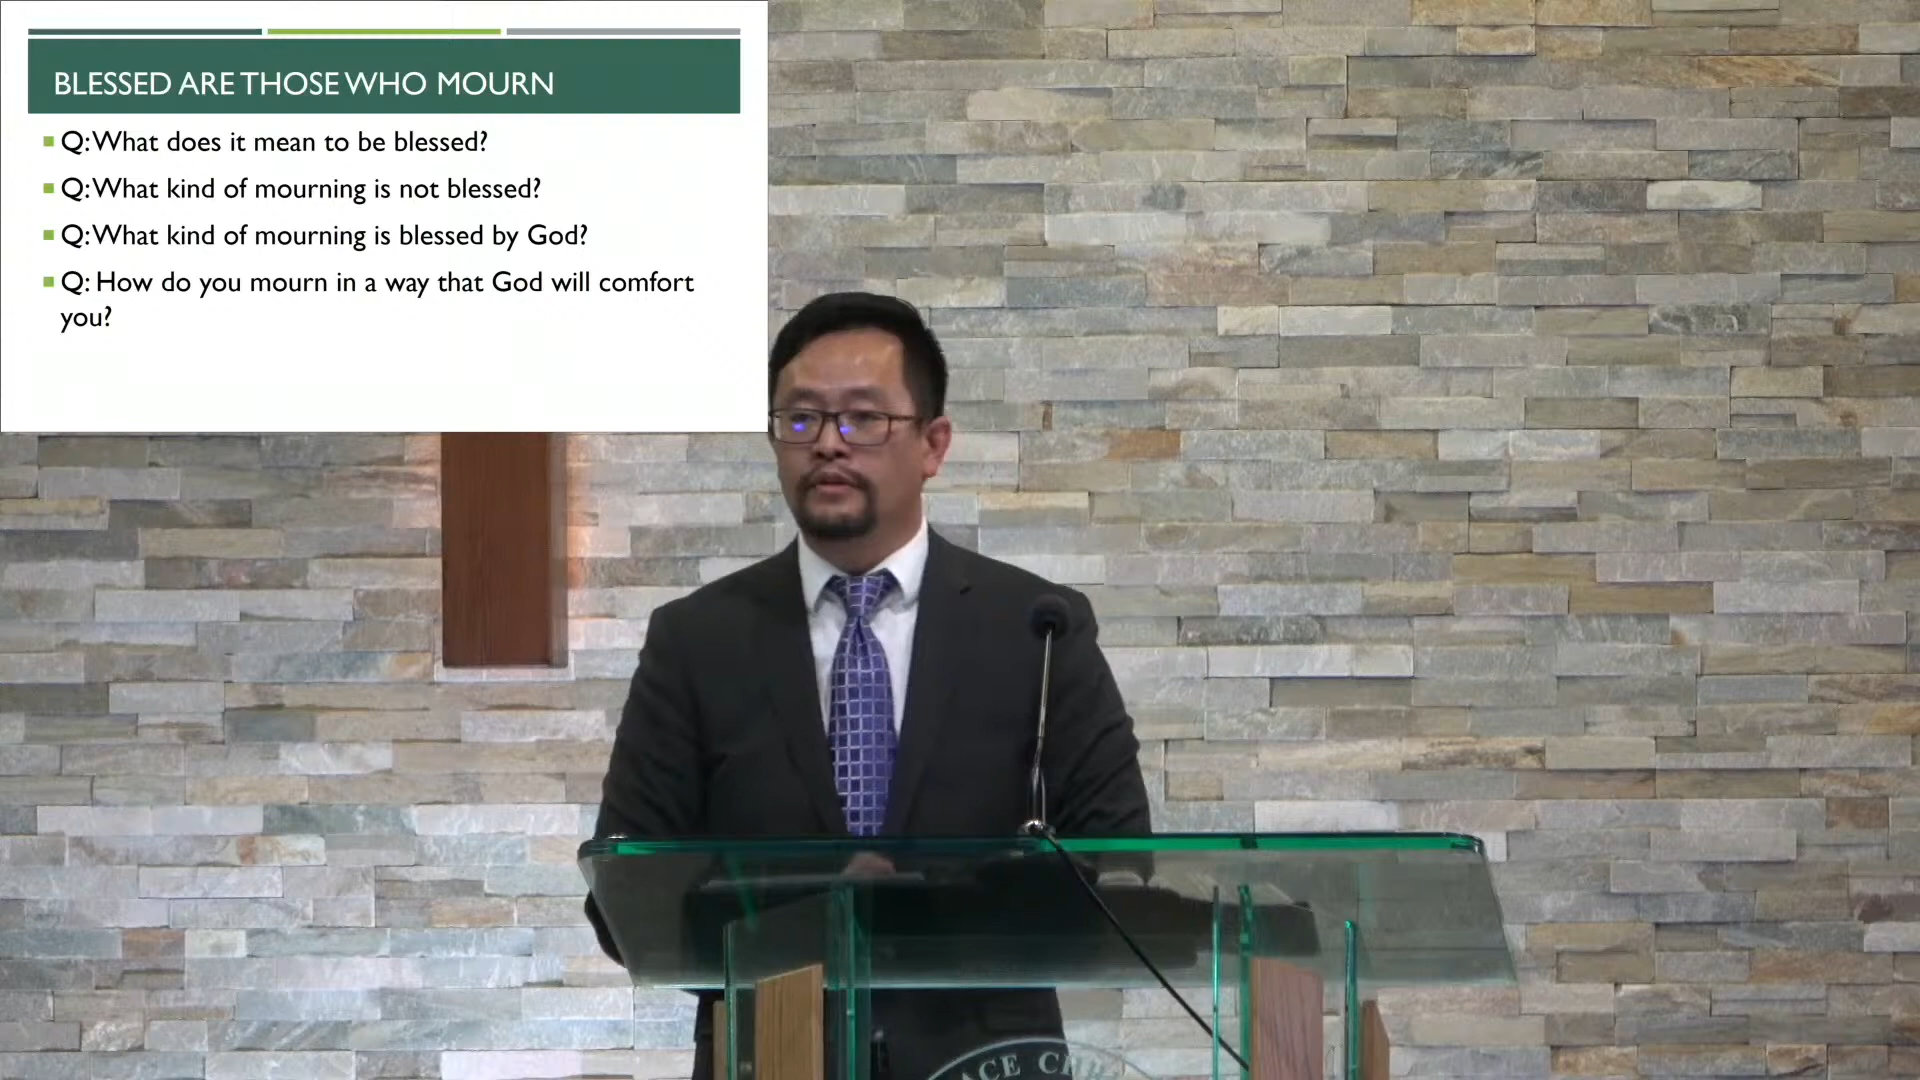 BLESSED ARE THOSE WHO MOURN
Q: What does it mean to be blessed?
Q: What kind of mourning is not blessed?
Q: What kind of mourning is blessed by God?
Q: How do you mourn in a way that God will comfort
you?
ACE